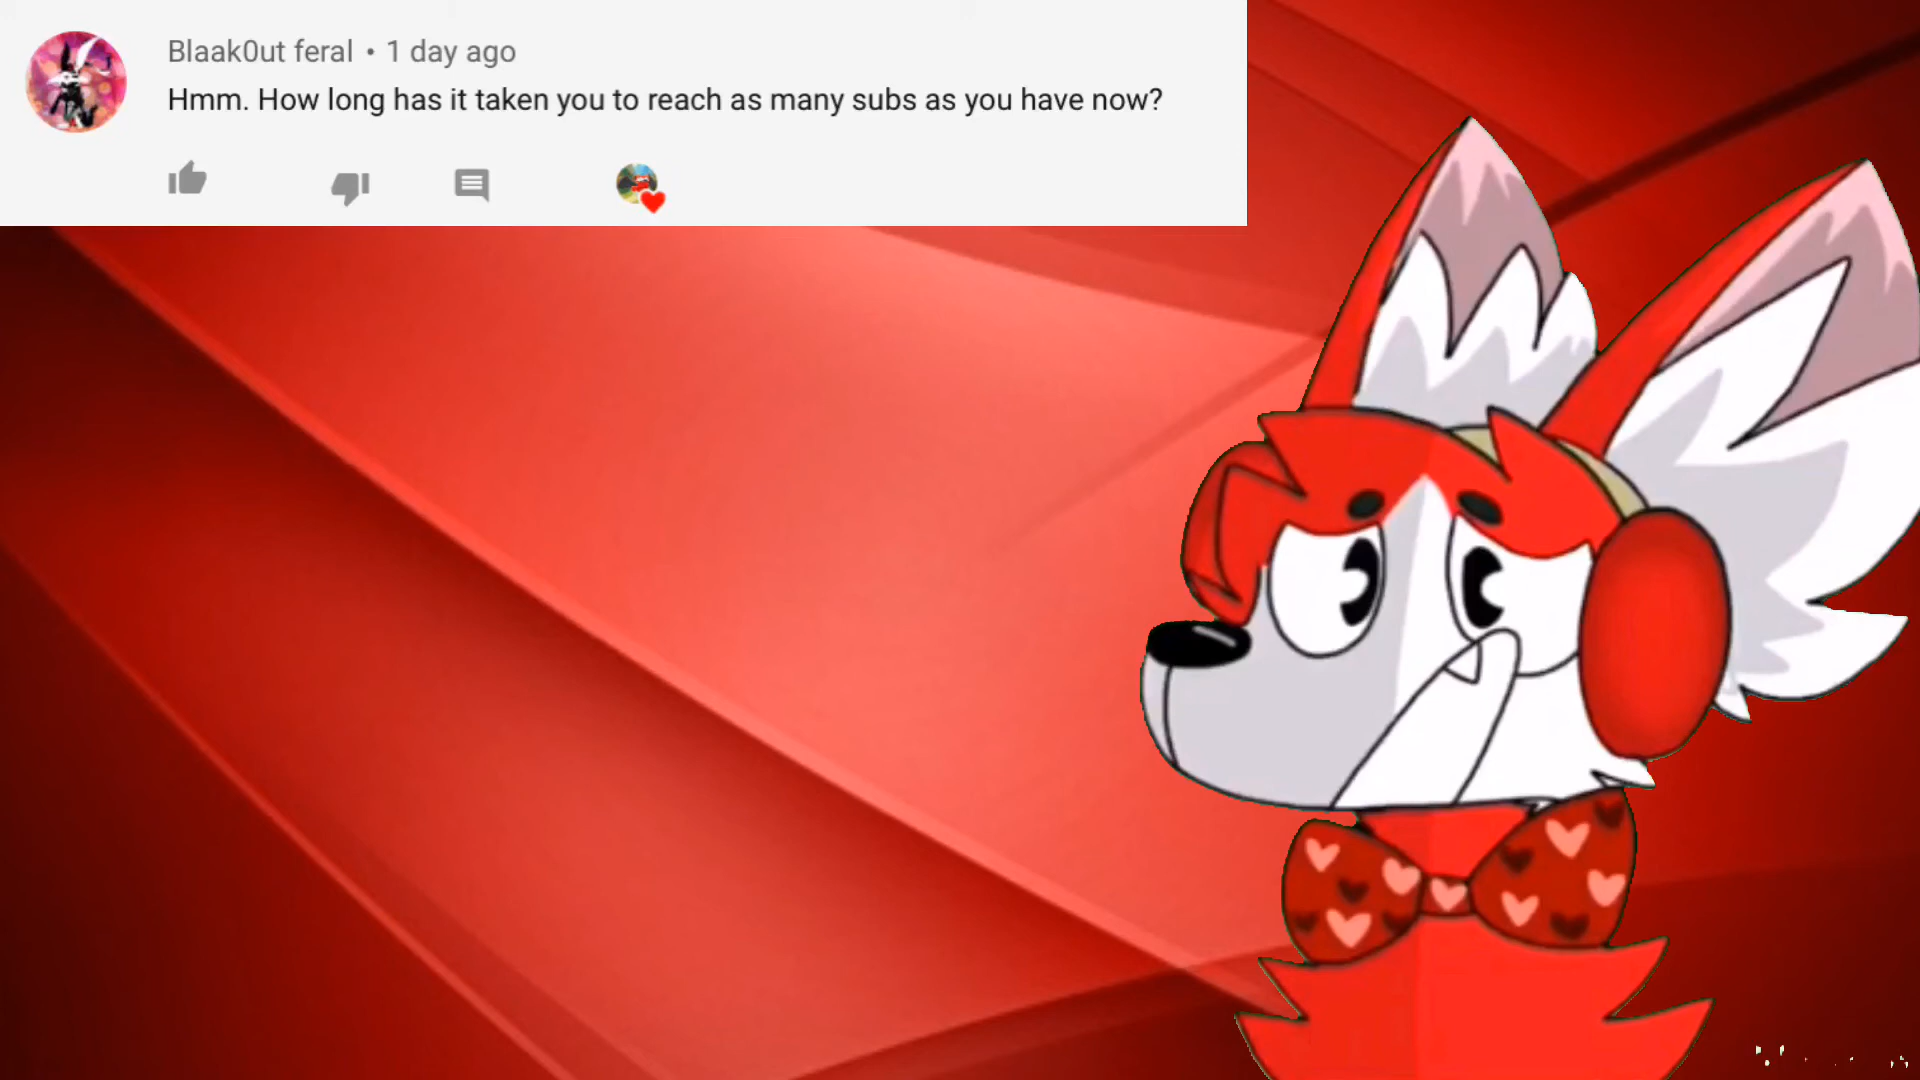 Blaak0ut feral • 1 day ago
Hmm. How long has it taken you to reach as many subs as you have now?